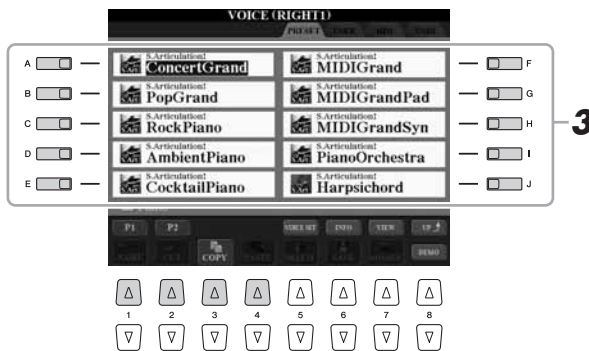 VOICE (RIGHT1)
PRESET USER
A S.Articulation! ConcertGrand S.Articulation! MIDIGrand F
B S.Articulation! PopGrand S.Articulation! MIDIGrandPad G
C S.Articulation! RockPiano S.Articulation! MIDIGrandSyn H
3
D S.Articulation! AmbientPiano S.Articulation! PianoOrchestra I
E S.Articulation! CocktailPiano S.Articulation! Harpsichord J
P1 P2 VOICE SET INFO VIEW UP
COPY DEMO
1 2 3 4 5 6 7 8